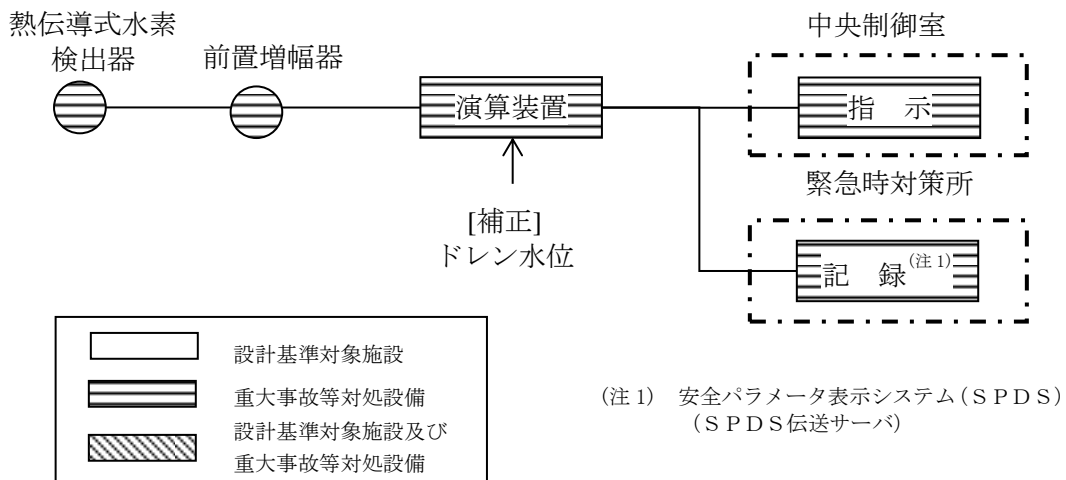 熱伝導式水素
検出器
前置増幅器
演算装置
[補正]
ドレン水位
中央制御室
指　示
緊急時対策所
記　録(注1)
設計基準対象施設
重大事故等対処設備
設計基準対象施設及び
重大事故等対処設備
(注1)　安全パラメータ表示システム(ＳＰＤＳ)
(ＳＰＤＳ伝送サーバ)